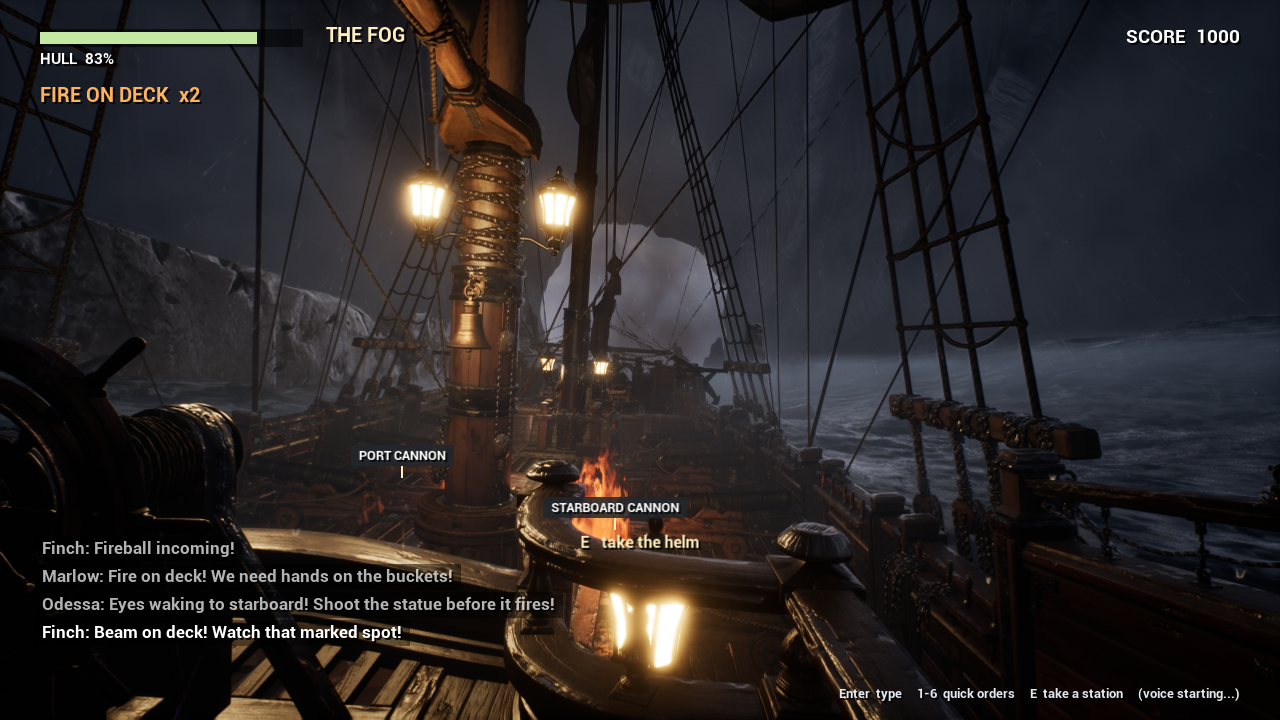 THE FOG
SCORE 1000
HULL 83%
FIRE ON DECK x2
PORT CANNON
STARBOARD CANNON
E take the helm
Finch: Fireball incoming!
Marlow: Fire on deck! We need hands on the buckets!
Odessa: Eyes waking to starboard! Shoot the statue before it fires!
Finch: Beam on deck! Watch that marked spot!
Enter type 1-6 quick orders E take a station (voice starting...)